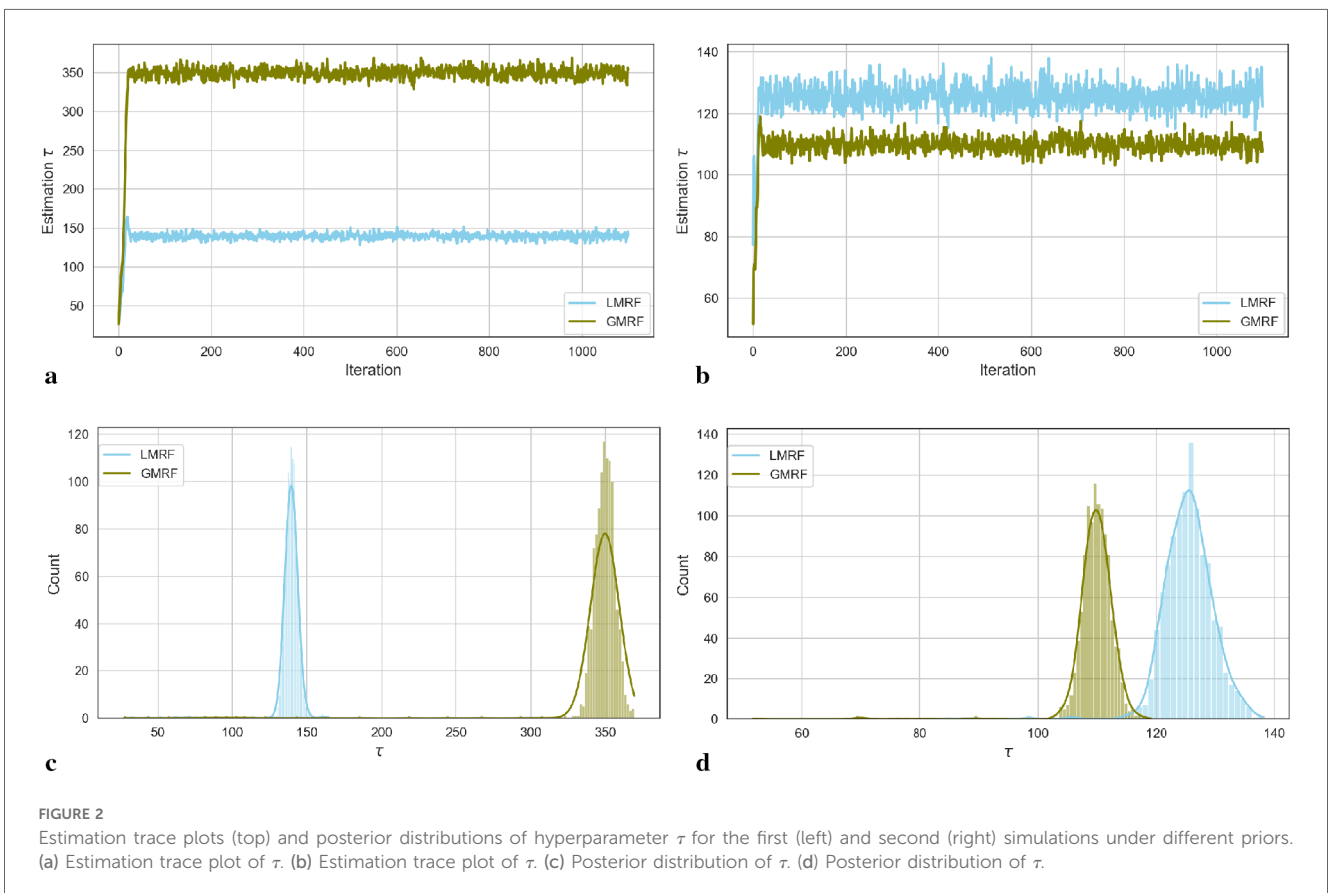 350
300
250
200
150
100
50
Estimation τ
LMRF
GMRF
0
200
400
600
800
1000
Iteration
a
140
120
100
80
60
Estimation τ
LMRF
GMRF
0
200
400
600
800
1000
Iteration
b
120
100
80
60
40
20
0
Count
LMRF
GMRF
50
100
150
200
250
300
350
τ
c
140
120
100
80
60
40
20
0
Count
LMRF
GMRF
60
80
100
120
140
τ
d
FIGURE 2
Estimation trace plots (top) and posterior distributions of hyperparameter τ for the first (left) and second (right) simulations under different priors.
(a) Estimation trace plot of τ. (b) Estimation trace plot of τ. (c) Posterior distribution of τ. (d) Posterior distribution of τ.